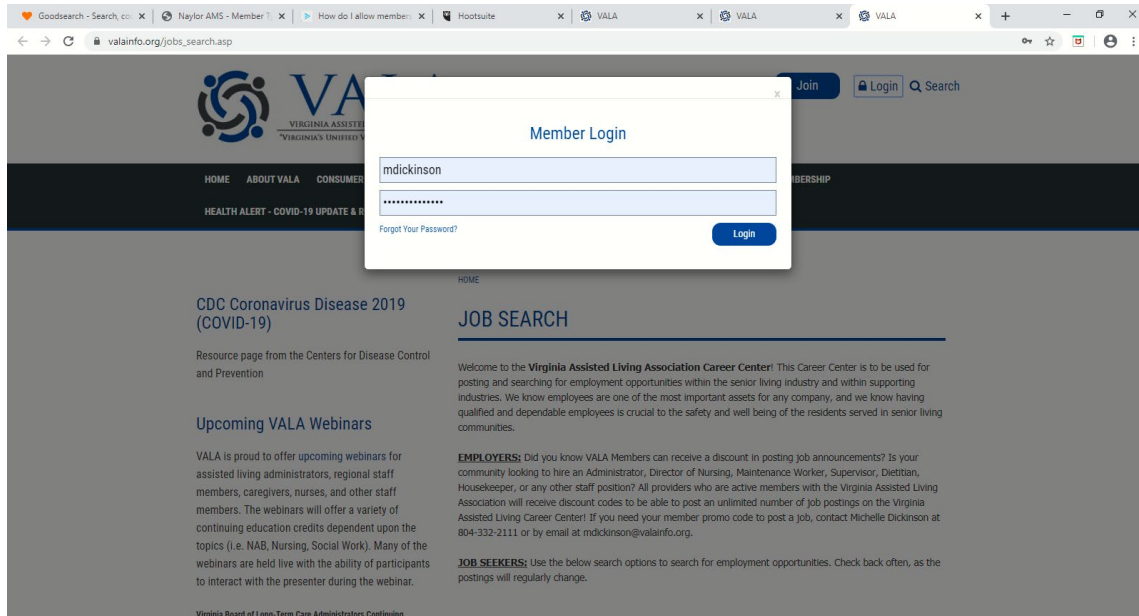 Goodsearch - Search, co
Naylor AMS - Member T
How do I allow member
Hootsuite
VALA
VALA
VALA
valainfo.org/jobs_search.asp
VALA
VIRGINIA ASSISTE
"VIRGINIA'S UNIFIED V
Join
Login
Search
x
Member Login
mdickinson
••••••••••••••
Forgot Your Password?
Login
HOME ABOUT VALA CONSUMER
MBERSHIP
HEALTH ALERT - COVID-19 UPDATE & R
CDC Coronavirus Disease 2019
(COVID-19)
Resource page from the Centers for Disease Control
and Prevention
Upcoming VALA Webinars
VALA is proud to offer upcoming webinars for
assisted living administrators, regional staff
members, caregivers, nurses, and other staff
members. The webinars will offer a variety of
continuing education credits dependent upon the
topics (i.e. NAB, Nursing, Social Work). Many of the
webinars are held live with the ability of participants
to interact with the presenter during the webinar.
Virginia Board of Long-Term Care Administrators Continuing
HOME
JOB SEARCH
Welcome to the Virginia Assisted Living Association Career Center! This Career Center is to be used for
posting and searching for employment opportunities within the senior living industry and within supporting
industries. We know employees are one of the most important assets for any company, and we know having
qualified and dependable employees is crucial to the safety and well being of the residents served in senior living
communities.
EMPLOYERS: Did you know VALA Members can receive a discount in posting job announcements? Is your
community looking to hire an Administrator, Director of Nursing, Maintenance Worker, Supervisor, Dietitian,
Housekeeper, or any other staff position? All providers who are active members with the Virginia Assisted Living
Association will receive discount codes to be able to post an unlimited number of job postings on the Virginia
Assisted Living Career Center! If you need your member promo code to post a job, contact Michelle Dickinson at
804-332-2111 or by email at mdickinson@valainfo.org.
JOB SEEKERS: Use the below search options to search for employment opportunities. Check back often, as the
postings will regularly change.